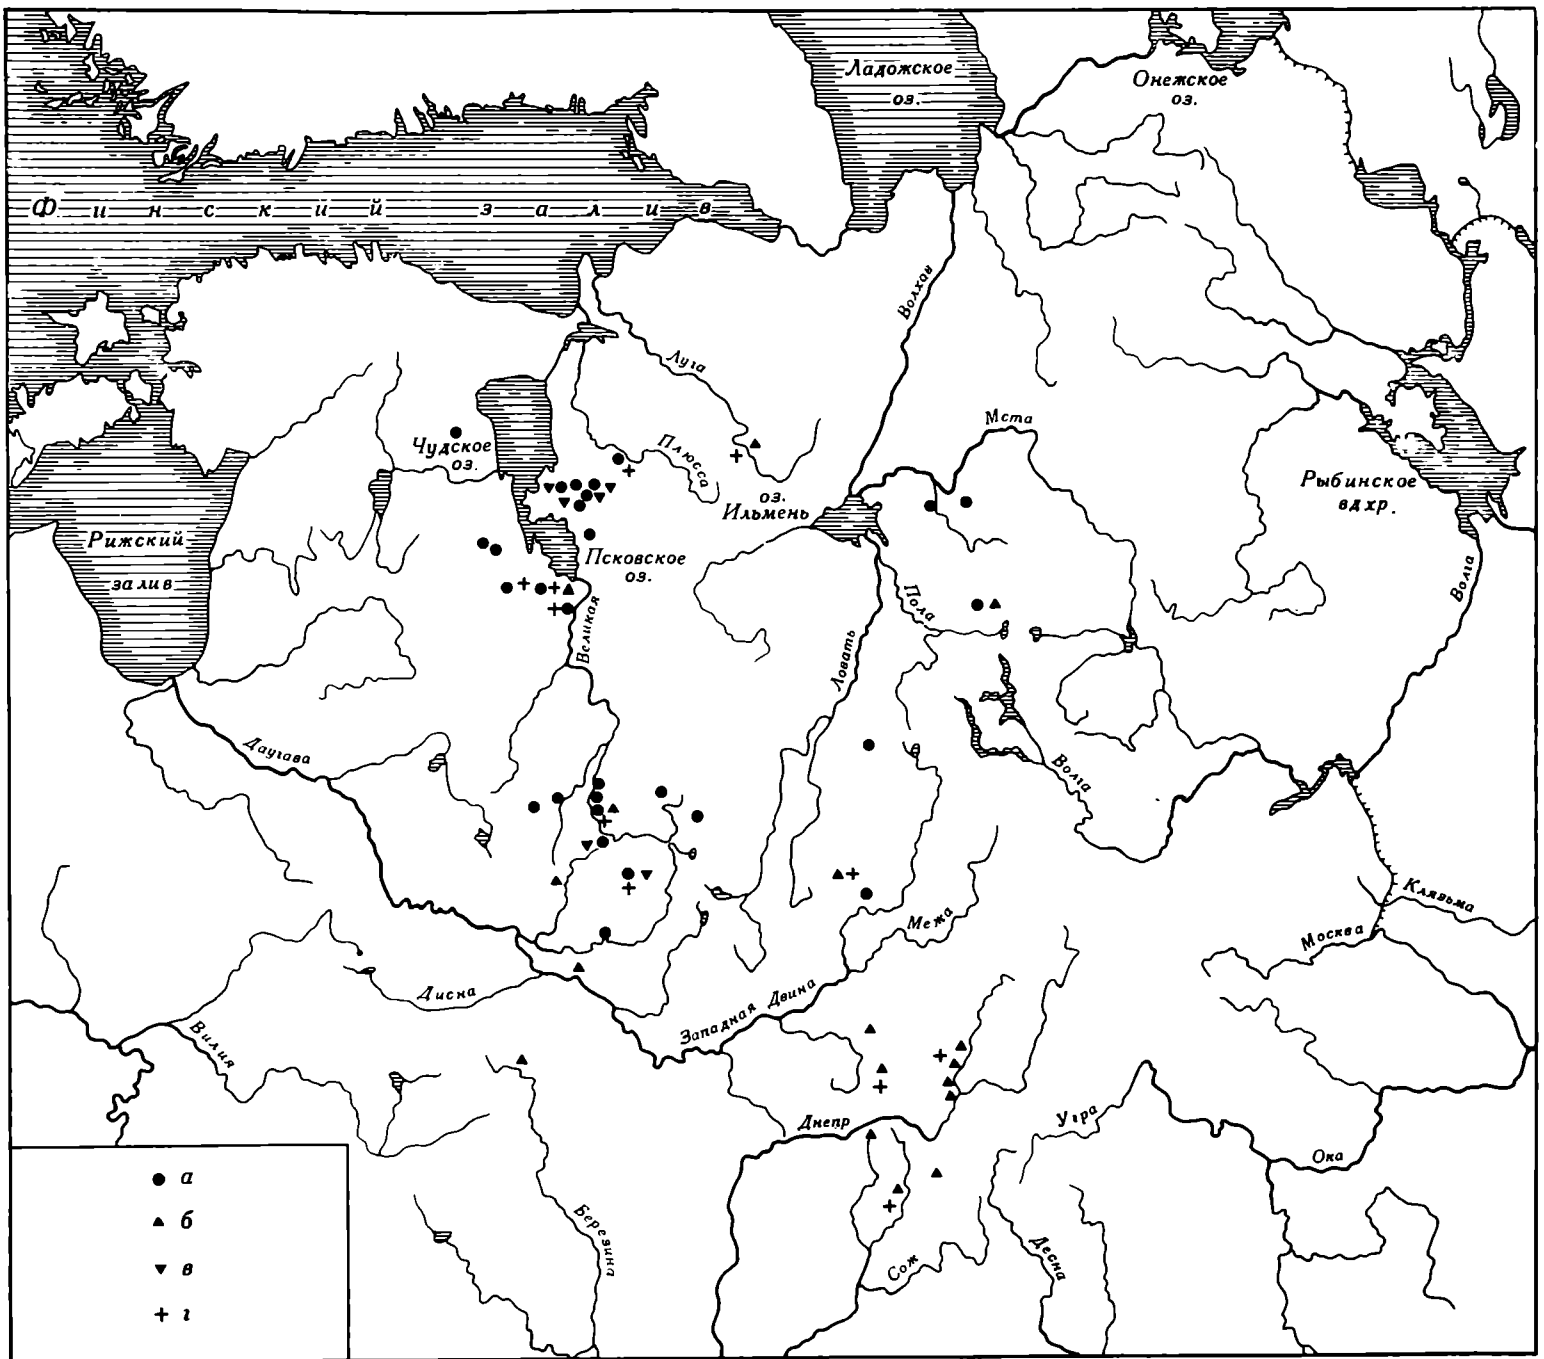 Ладожское
оз.
Онежское
оз.
Финский залив
Волхав
Луга
Мста
Чудское
оз.
Плюсса
оз.
Ильмень
Рыбинское
вдхр.
Рижский
залив
Псковское
оз.
Волга
Пола
Великая
Ловать
Даугава
Волга
Клязьма
Межа
Москва
Дисна
Западная Двина
Вилия
Днепр
Угра
Ока
а
б
Березина
Сож
Десна
в
г